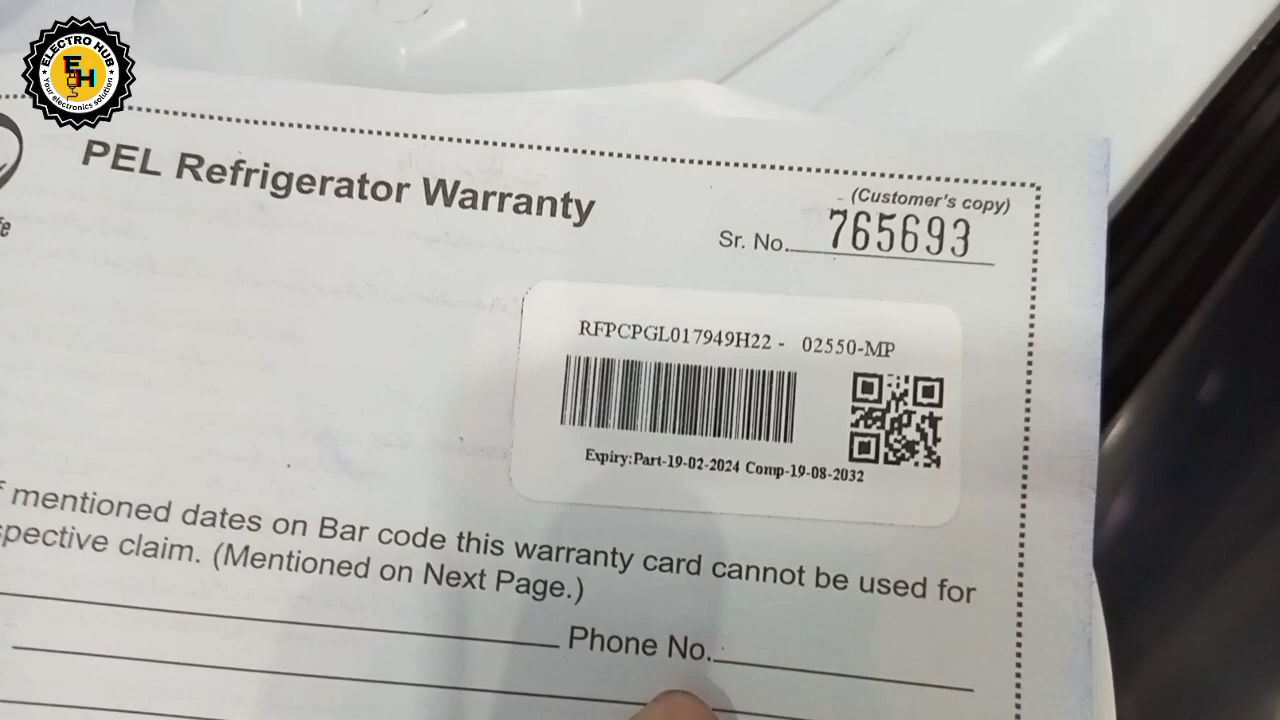 ELECTRO HUB
EH
Your electronics solution
PEL Refrigerator Warranty
(Customer's copy)
Sr. No. 765693
RFPCPGL017949H22 - 02550-MP
Expiry:Part-19-02-2024 Comp-19-08-2032
mentioned dates on Bar code this warranty card cannot be used for
claim. (Mentioned on Next Page.)
Phone No.